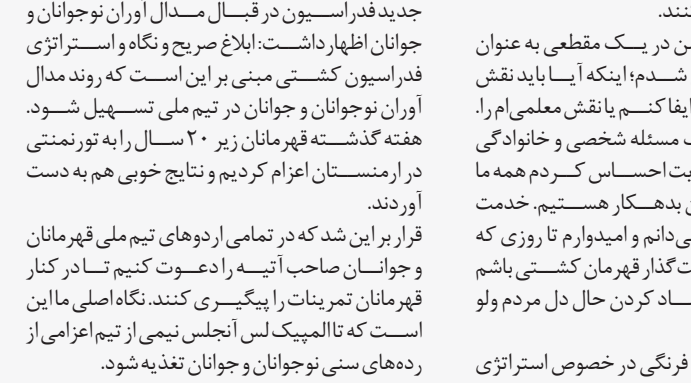 نند.
ن در یک مقطعی به عنوان
شدم؛ اینکه آیا باید نقش
ایفا کنم یا نقش معلمی‌ام را.
مسئله شخصی و خانوادگی
احساس کردم همه ما
بدهکار هستیم. خدمت
می‌دانم و امیدوارم تا روزی که
ت‌گذار قهرمان کشتی باشم
ـاد کردن حال دل مردم ولو
فرنگی در خصوص استراتژی
جدید فدراسیون در قبال مدال آوران نوجوانان و
جوانان اظهار داشت: ابلاغ صریح و نگاه و استراتژی
فدراسیون کشتی مبنی بر این است که روند مدال
آوران نوجوانان و جوانان در تیم ملی تسهیل شود.
هفته گذشته قهرمانان زیر ۲۰ سال را به تورنمنتی
در ارمنستان اعزام کردیم و نتایج خوبی هم به دست
آوردند.
قرار بر این شد که در تمامی اردوهای تیم ملی قهرمانان
و جوانان صاحب آتیه را دعوت کنیم تا در کنار
قهرمانان تمرینات را پیگیری کنند. نگاه اصلی ما این
است که تا المپیک لس آنجلس نیمی از تیم اعزامی از
رده‌های سنی نوجوانان و جوانان تغذیه شود.